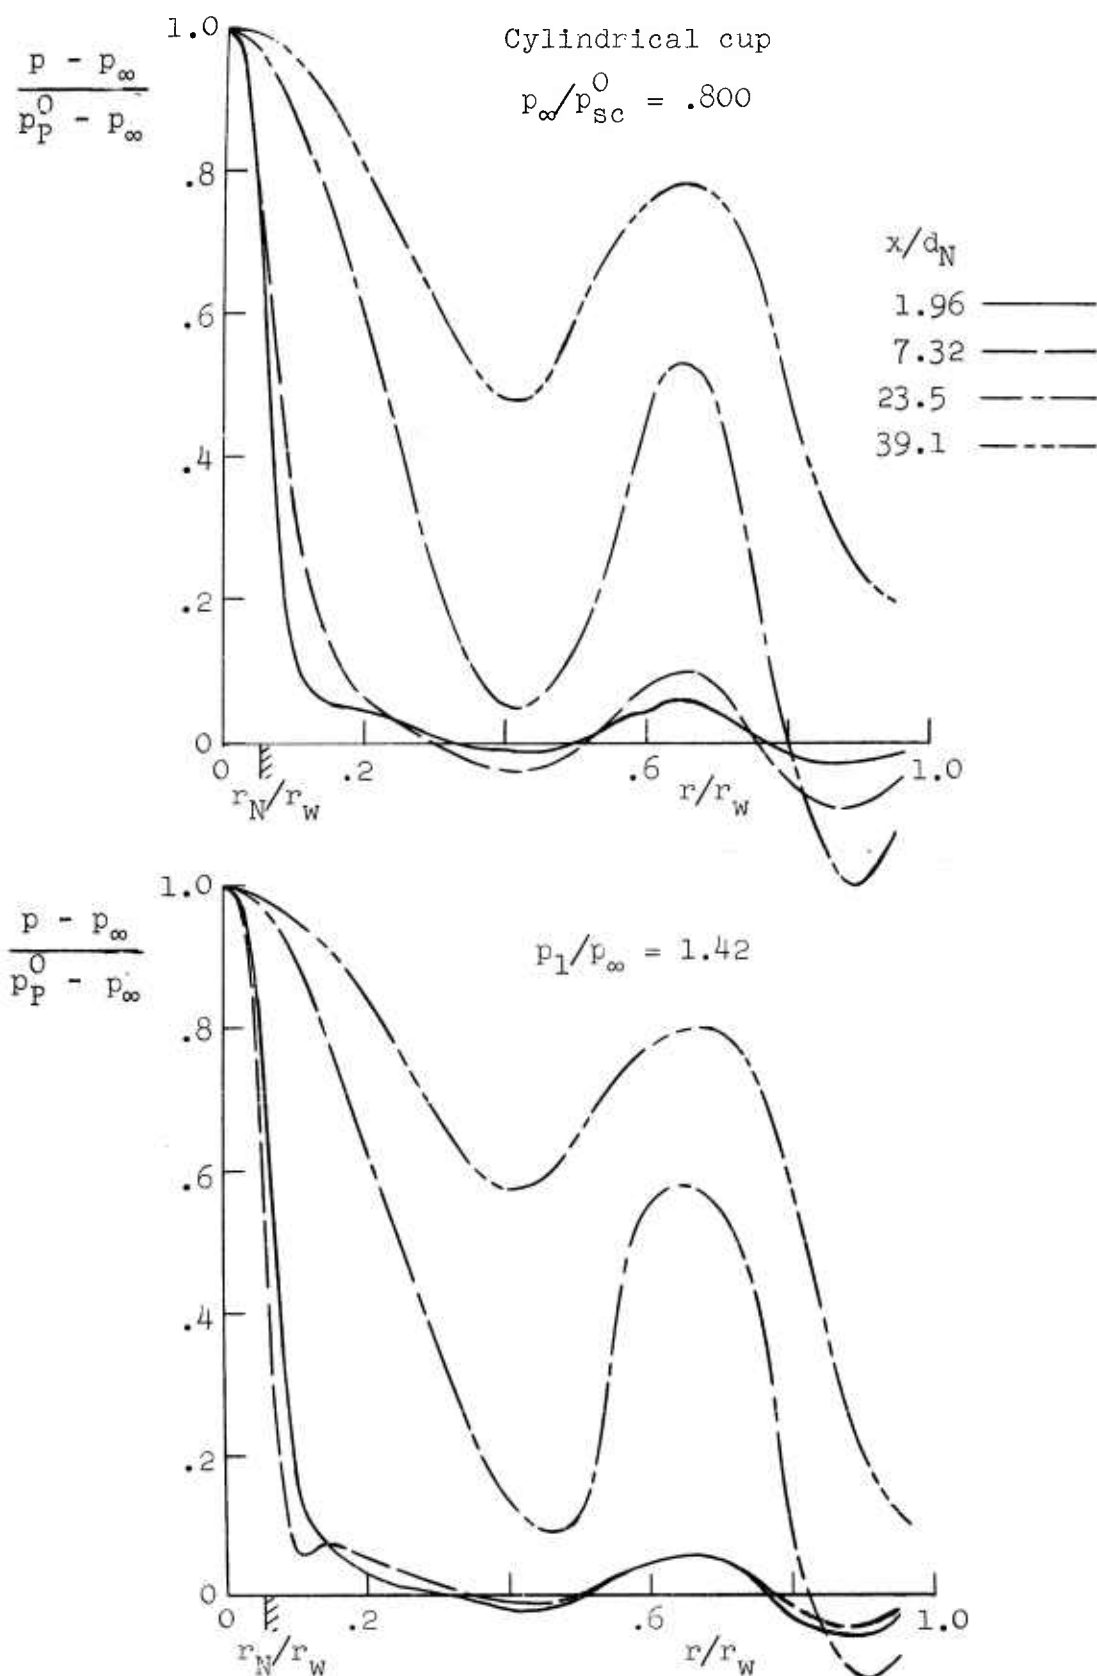 Cylindrical cup
p∞/p⁰sc = .800
p - p∞
p⁰P - p∞
1.0
.8
.6
.4
.2
0
0 .2 .6 1.0
rN/rw r/rw
x/dN
1.96
7.32
23.5
39.1
p - p∞
p⁰P - p∞
p1/p∞ = 1.42
1.0
.8
.6
.4
.2
0
0 .2 .6 1.0
rN/rw r/rw